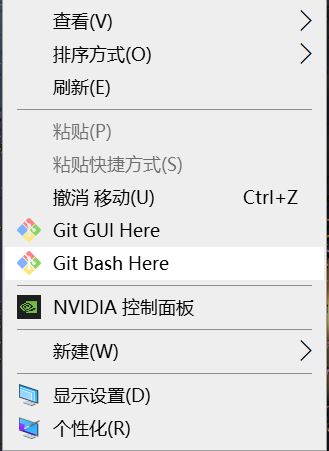 查看(V)
排序方式(O)
刷新(E)
粘贴(P)
粘贴快捷方式(S)
撤消 移动(U) Ctrl+Z
Git GUI Here
Git Bash Here
NVIDIA 控制面板
新建(W)
显示设置(D)
个性化(R)